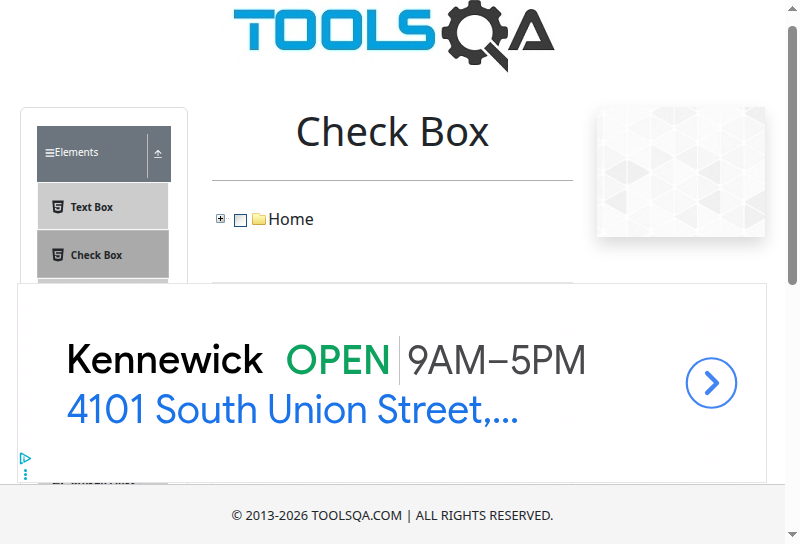 TOOLSQA
Check Box
Elements
Text Box
Check Box
Home
Kennewick OPEN 9AM–5PM
4101 South Union Street,...
© 2013-2026 TOOLSQA.COM | ALL RIGHTS RESERVED.